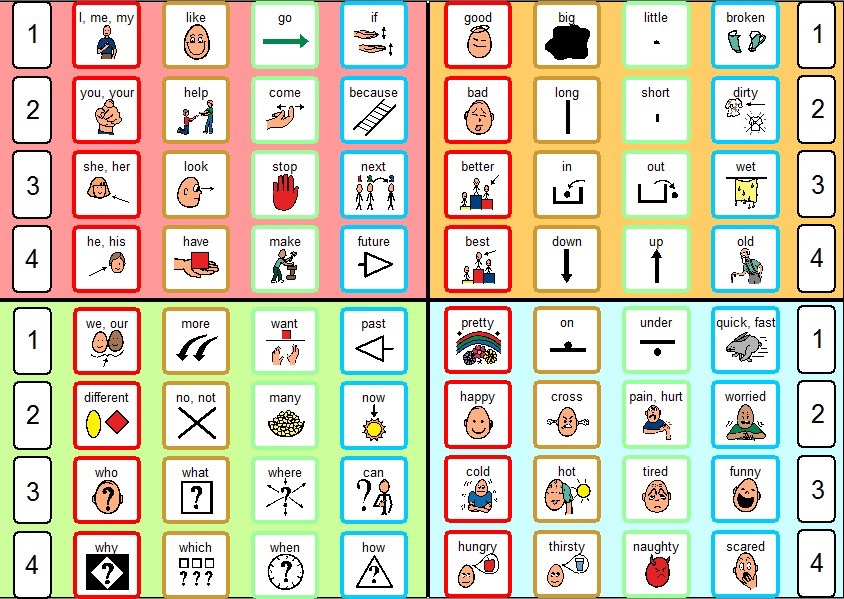 1 I, me, my like go if good big little broken 1
2 you, your help come because bad long short dirty 2
3 she, her look stop next better in out wet 3
4 he, his have make future best down up old 4
1 we, our more want past pretty on under quick, fast 1
2 different no, not many now happy cross pain, hurt worried 2
3 who what where can cold hot tired funny 3
? ? ? ?
4 why which when how hungry thirsty naughty scared 4
? ? ? ? ? ?